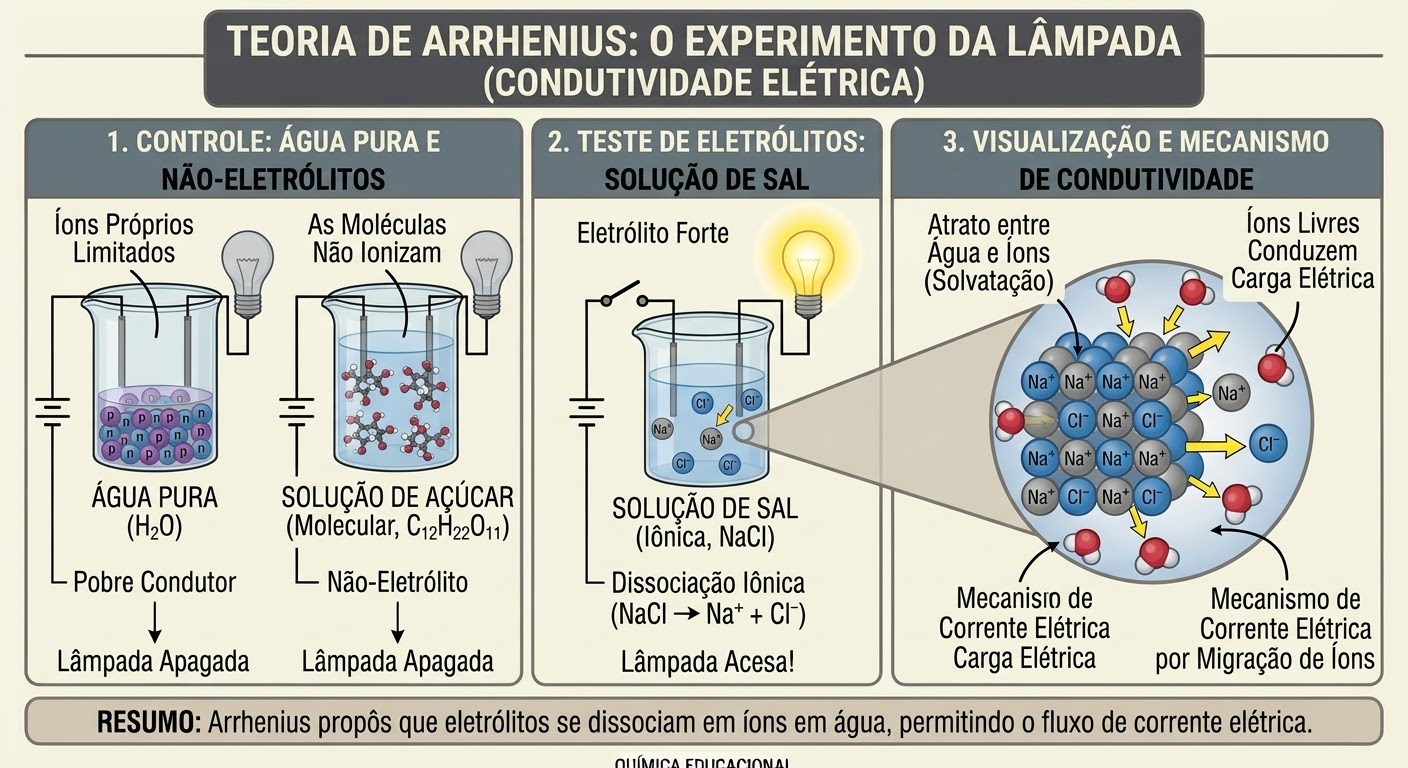 TEORIA DE ARRHENIUS: O EXPERIMENTO DA LÂMPADA
(CONDUTIVIDADE ELÉTRICA)
1. CONTROLE: ÁGUA PURA E
NÃO-ELETRÓLITOS
Íons Próprios
Limitados
As Moléculas
Não Ionizam
p n p n p n
p n p n p n
p n p n p n
ÁGUA PURA
(H₂O)
SOLUÇÃO DE AÇÚCAR
(Molecular, C₁₂H₂₂O₁₁)
Pobre Condutor
Não-Eletrólito
Lâmpada Apagada
Lâmpada Apagada
2. TESTE DE ELETRÓLITOS:
SOLUÇÃO DE SAL
Eletrólito Forte
Cl⁻ Cl⁻
Na⁺ Na⁺
Cl⁻ Cl⁻
SOLUÇÃO DE SAL
(Iônica, NaCl)
Dissociação Iônica
(NaCl → Na⁺ + Cl⁻)
Lâmpada Acesa!
3. VISUALIZAÇÃO E MECANISMO
DE CONDUTIVIDADE
Atrato entre
Água e Íons
(Solvatação)
Íons Livres
Conduzem
Carga Elétrica
Na⁺ Na⁺ Na⁺ Na⁺ Na⁺
Cl⁻ Na⁺ Cl⁻ Cl⁻
Na⁺ Na⁺ Na⁺ Na⁺
Na⁺ Cl⁻ Na⁺ Cl⁻
Mecanismo de
Corrente Elétrica
Carga Elétrica
Mecanismo de
Corrente Elétrica
por Migração de Íons
RESUMO: Arrhenius propôs que eletrólitos se dissociam em íons em água, permitindo o fluxo de corrente elétrica.
QUÍMICA EDUCACIONAL